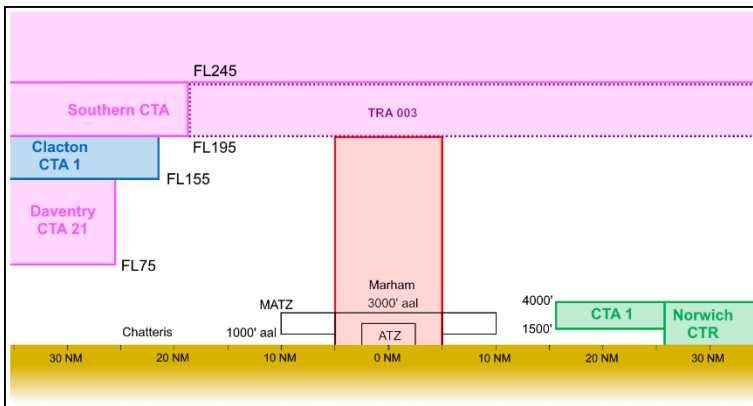 FL245
Southern CTA
TRA 003
FL195
Clacton
CTA 1
FL155
Daventry
CTA 21
FL75
Marham
MATZ
3000' aal
4000'
CTA 1
Norwich
CTR
Chatteris
1000' aal
ATZ
1500'
30 NM
20 NM
10 NM
0 NM
10 NM
20 NM
30 NM